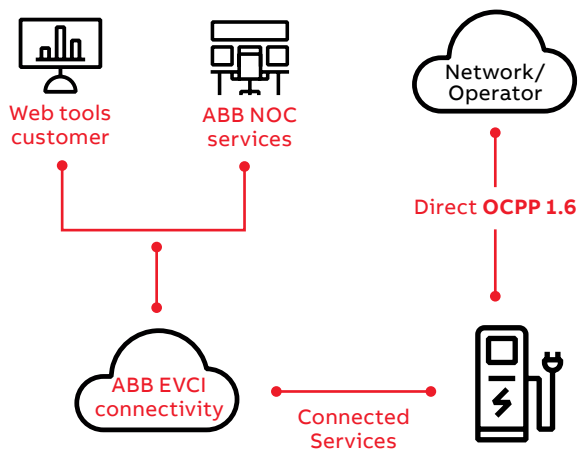 Web tools
customer
ABB NOC
services
Network/
Operator
Direct OCPP 1.6
ABB EVCI
connectivity
Connected
Services